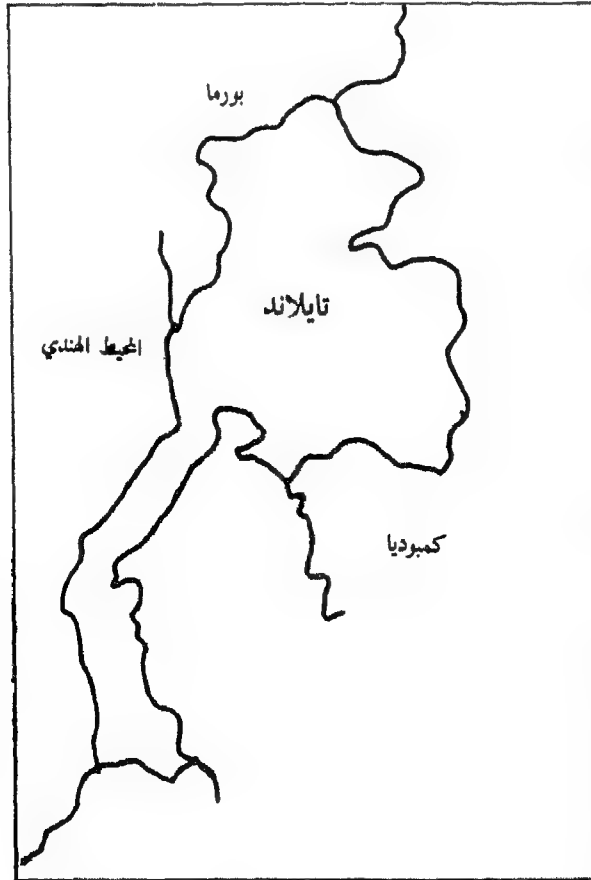 بورما
تايلاند
المحيط الهندي
كمبوديا